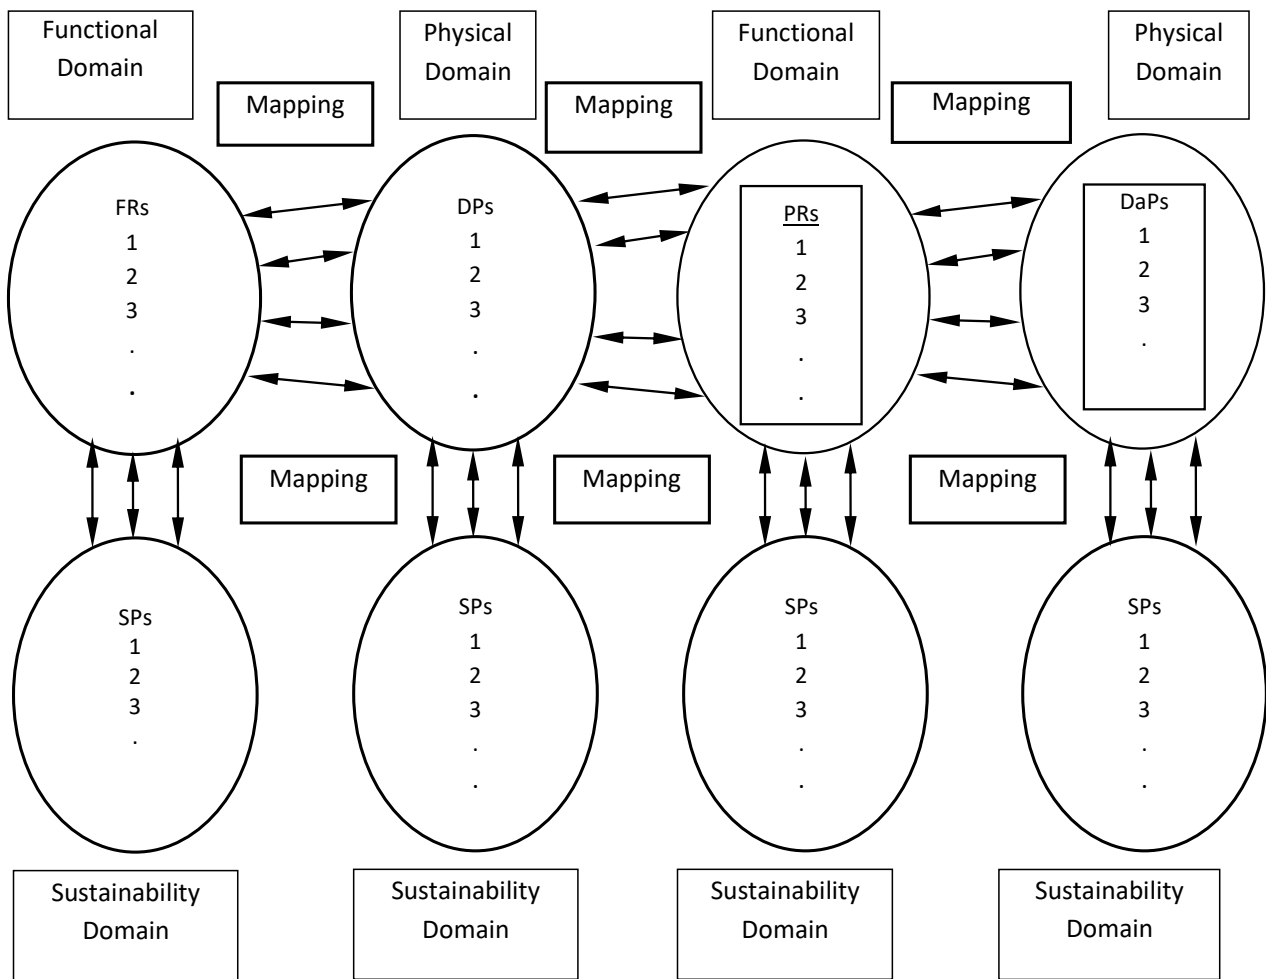 Functional
Domain
Physical
Domain
Functional
Domain
Physical
Domain
Mapping
Mapping
Mapping
FRs
1
2
3
.
.
DPs
1
2
3
.
.
PRs
1
2
3
.
.
DaPs
1
2
3
.
Mapping
Mapping
Mapping
SPs
1
2
3
.
SPs
1
2
3
.
.
SPs
1
2
3
.
.
SPs
1
2
3
.
.
Sustainability
Domain
Sustainability
Domain
Sustainability
Domain
Sustainability
Domain